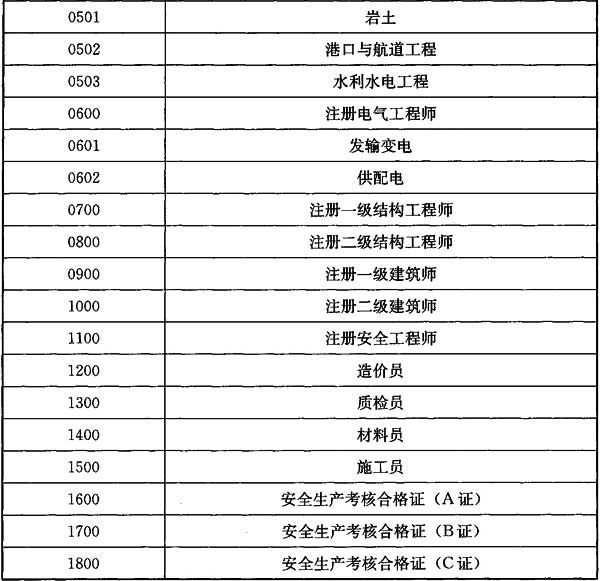 0501 岩土
0502 港口与航道工程
0503 水利水电工程
0600 注册电气工程师
0601 发输变电
0602 供配电
0700 注册一级结构工程师
0800 注册二级结构工程师
0900 注册一级建筑师
1000 注册二级建筑师
1100 注册安全工程师
1200 造价员
1300 质检员
1400 材料员
1500 施工员
1600 安全生产考核合格证（A证）
1700 安全生产考核合格证（B证）
1800 安全生产考核合格证（C证）